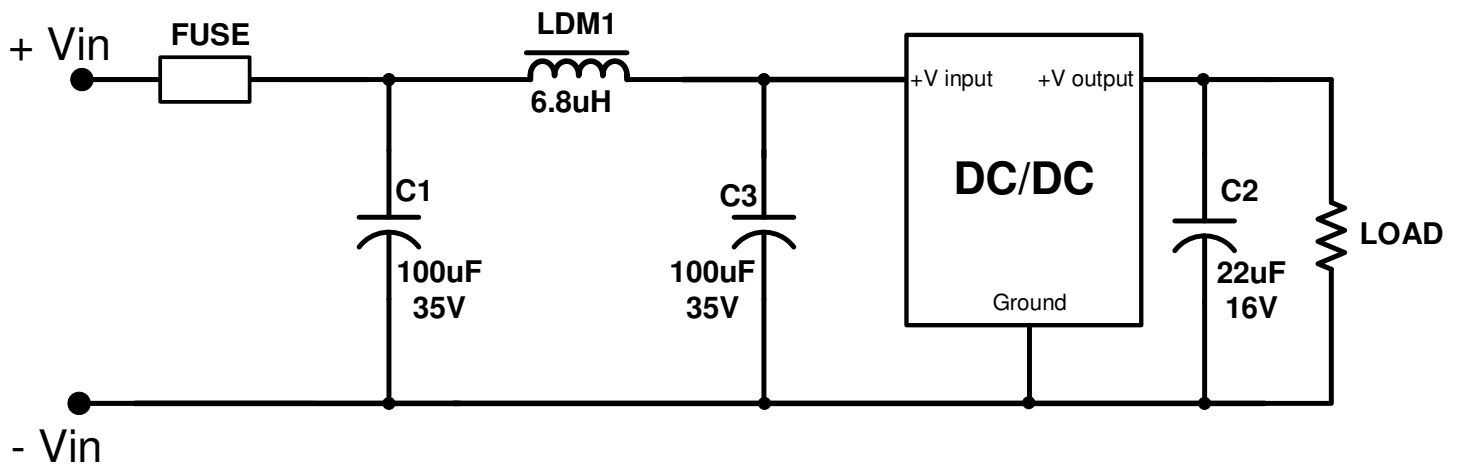 + Vin
FUSE
LDM1
6.8uH
+V input
+V output
DC/DC
Ground
C1
100uF
35V
C3
100uF
35V
C2
22uF
16V
LOAD
- Vin